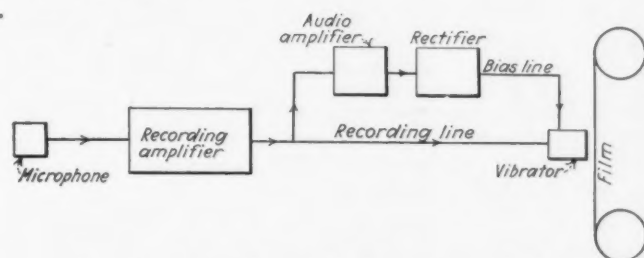 Audio
amplifier
Rectifier
Bias line
Recording
amplifier
Recording line
Microphone
Vibrator
Film